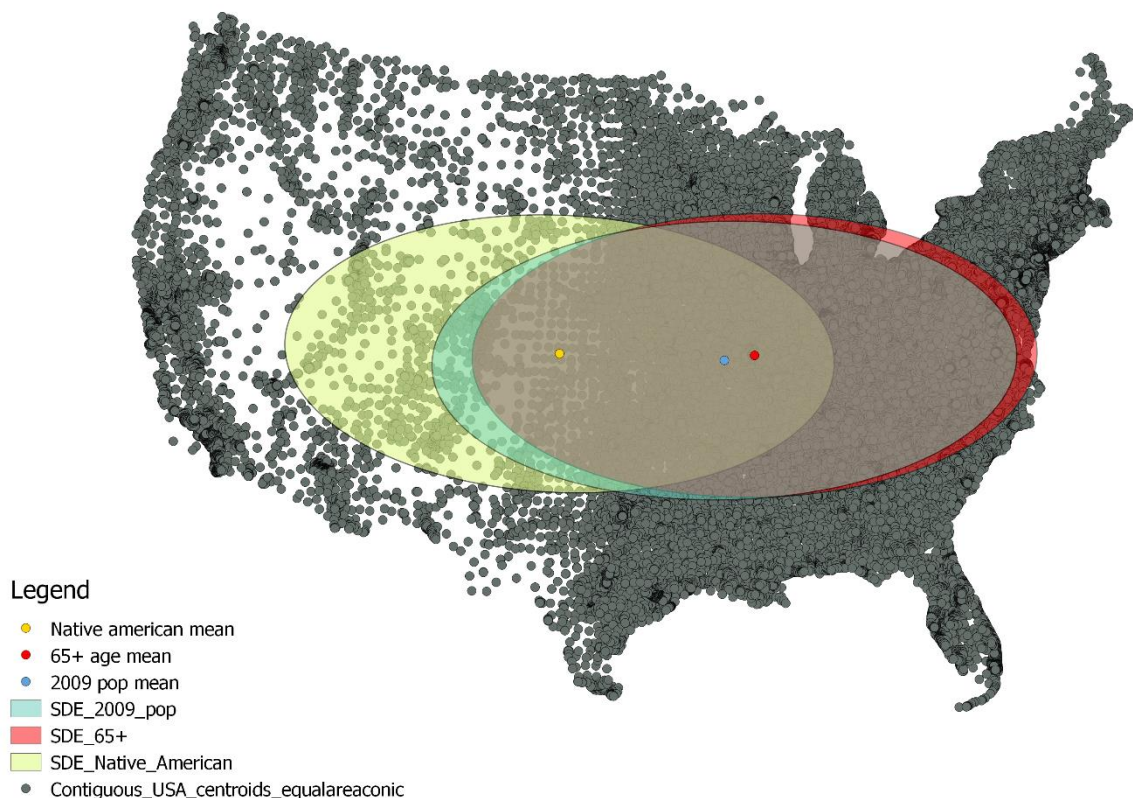 Legend
Native american mean
65+ age mean
2009 pop mean
SDE_2009_pop
SDE_65+
SDE_Native_American
Contiguous_USA_centroids_equalareaconic